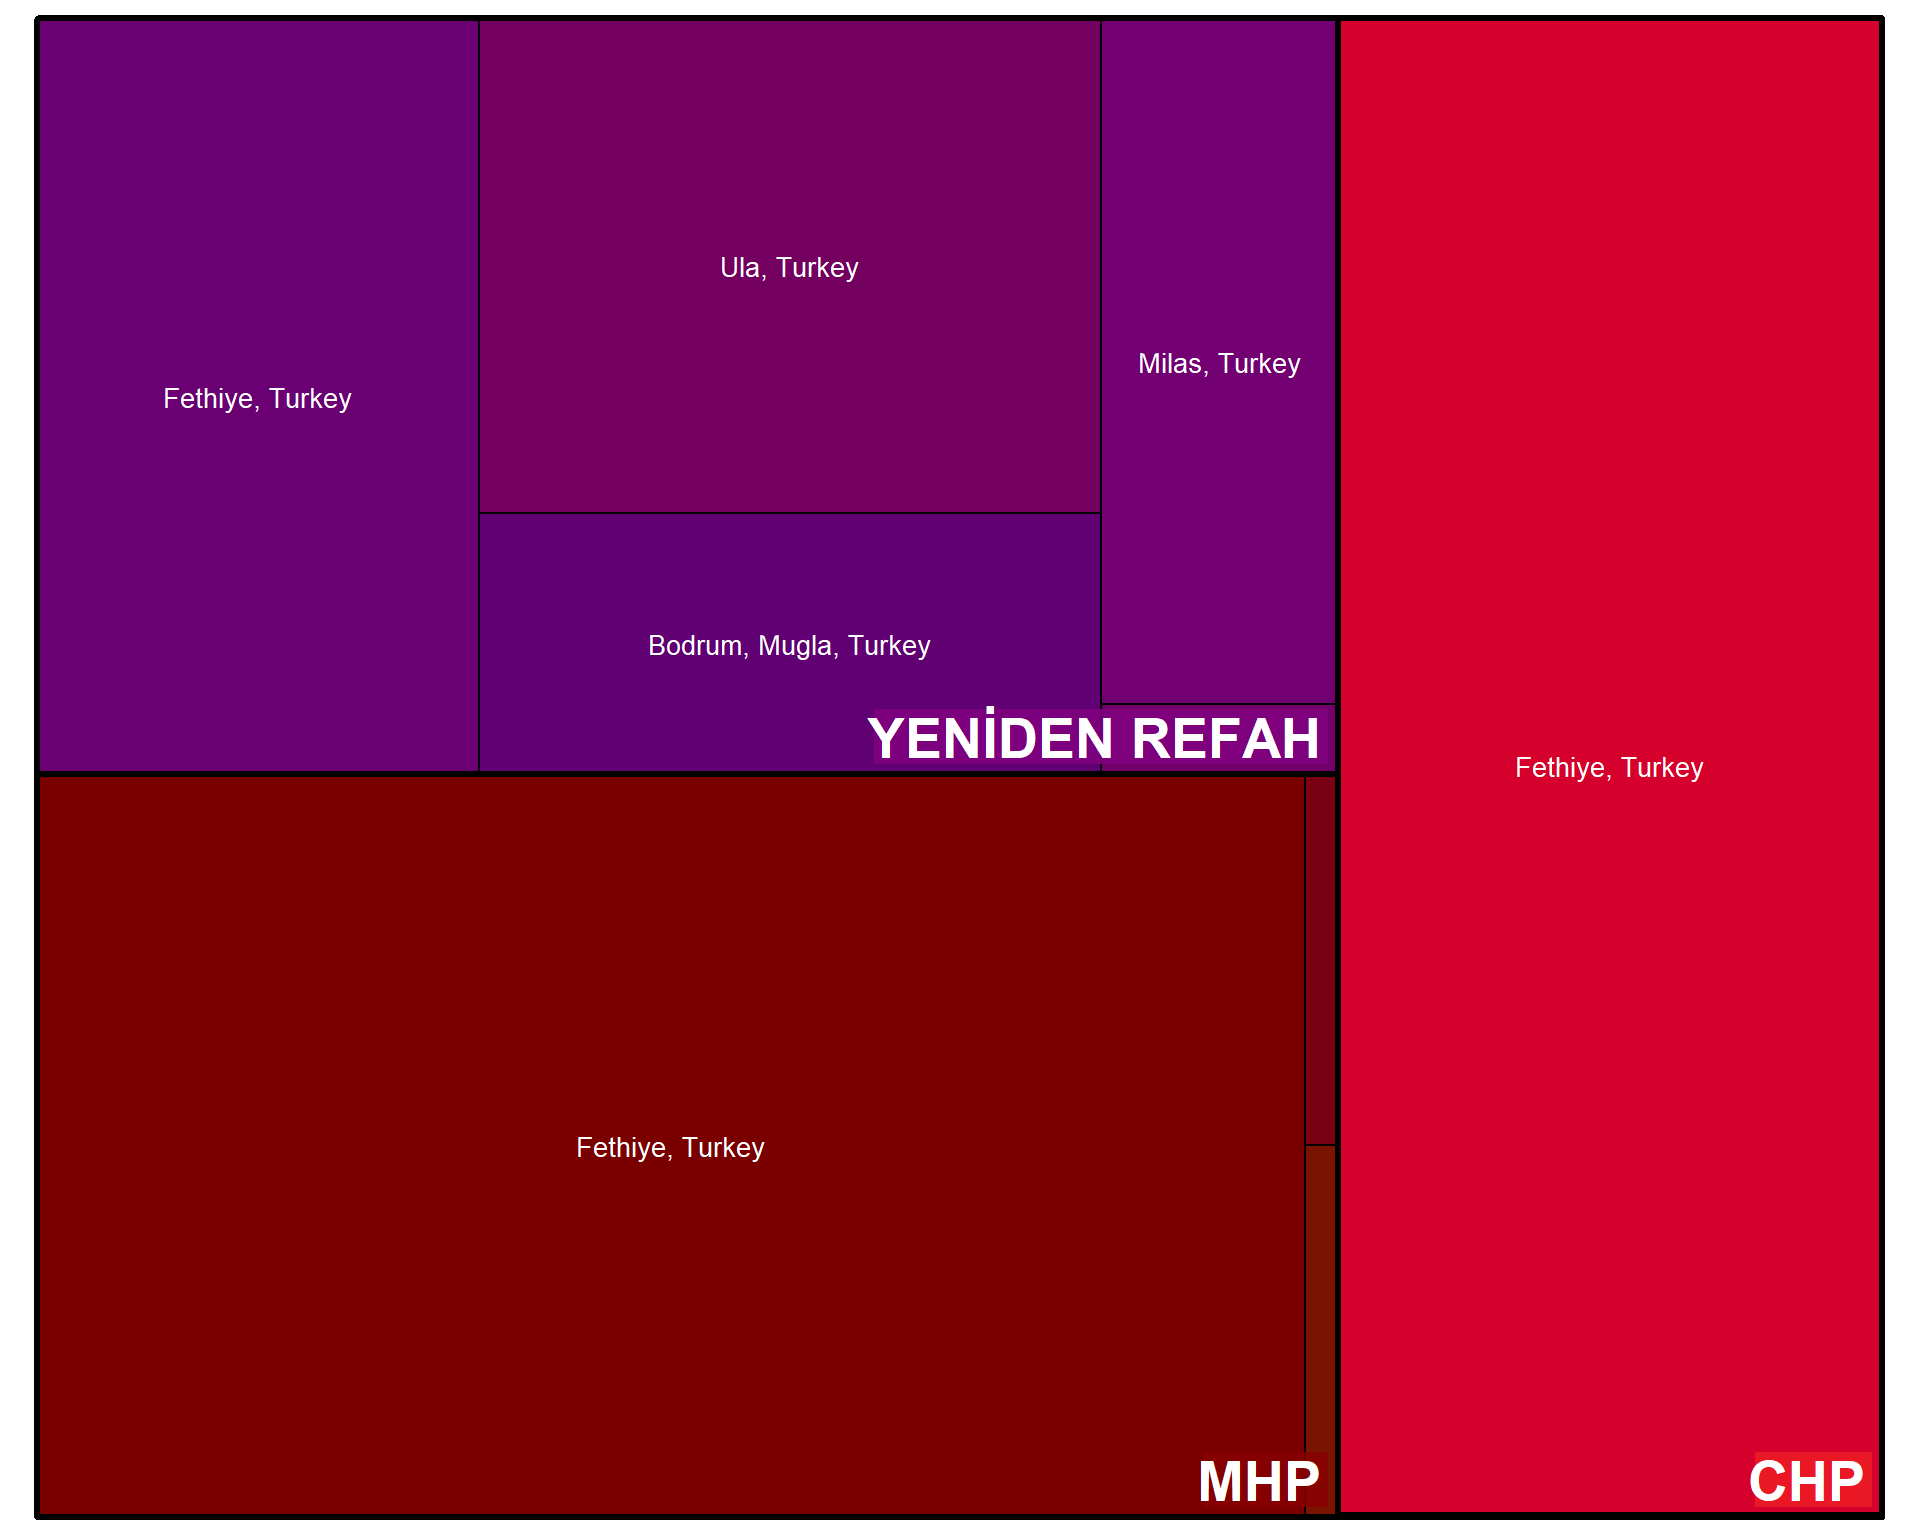 Ula, Turkey
Milas, Turkey
Fethiye, Turkey
Bodrum, Mugla, Turkey
YENİDEN REFAH
Fethiye, Turkey
Fethiye, Turkey
MHP
CHP